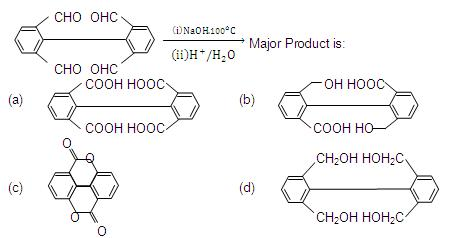 CHO OHC
(i)NaOH:100°C
(ii)H⁺/H₂O
Major Product is:
CHO OHC
(a)
COOH HOOC
COOH HOOC
(b)
OH HOOC
COOH HO
(c)
O
O
O
O
(d)
CH₂OH HOH₂C
CH₂OH HOH₂C